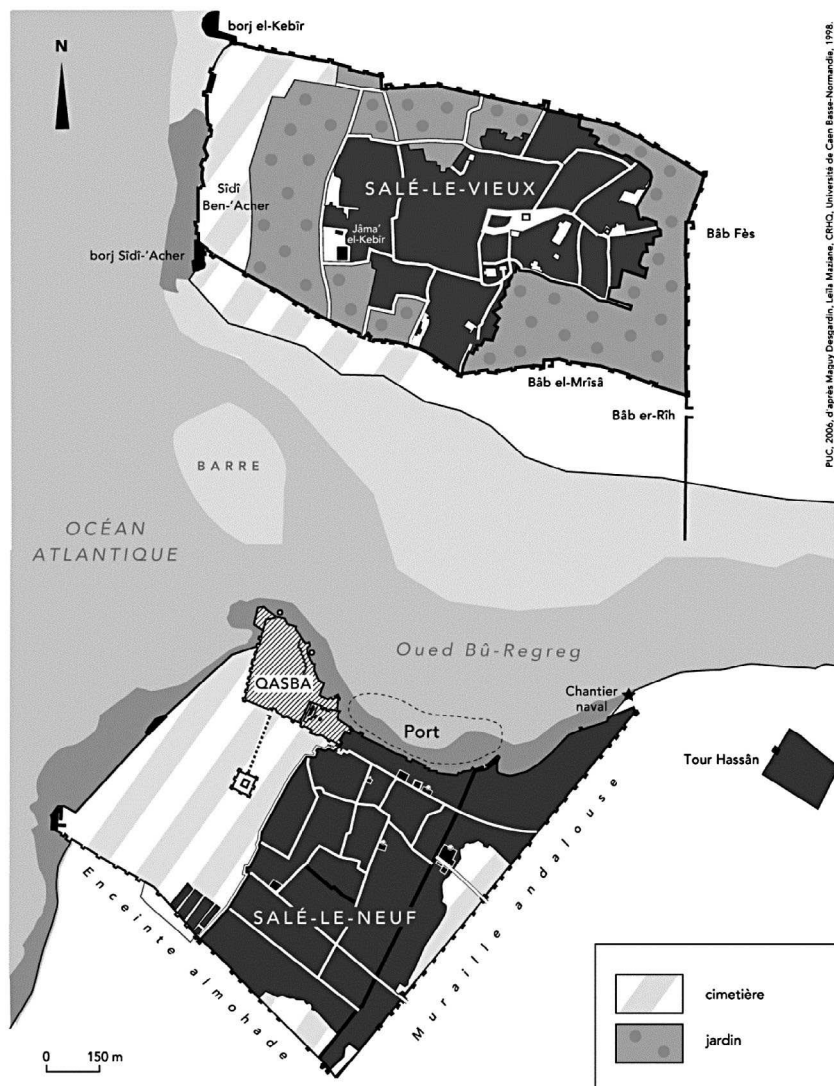 borj el-Kebîr
N
SALÉ-LE-VIEUX
Sîdî
Ben-'Acher
Jâma'
el-Kebîr
Bâb Fès
borj Sîdî-'Acher
Bâb el-Mrîsâ
Bâb er-Rîh
BARRE
OCÉAN
ATLANTIQUE
Oued Bû-Regreg
QASBA
Chantier
naval
Port
Tour Hassân
SALÉ-LE-NEUF
Enceinte almohade
Muraille andalouse
cimetière
jardin
0 150 m
PUC, 2006, d'après Maguy Desgardin, Leïla Maziane, CRHQ, Université de Caen Basse-Normandie, 1998.